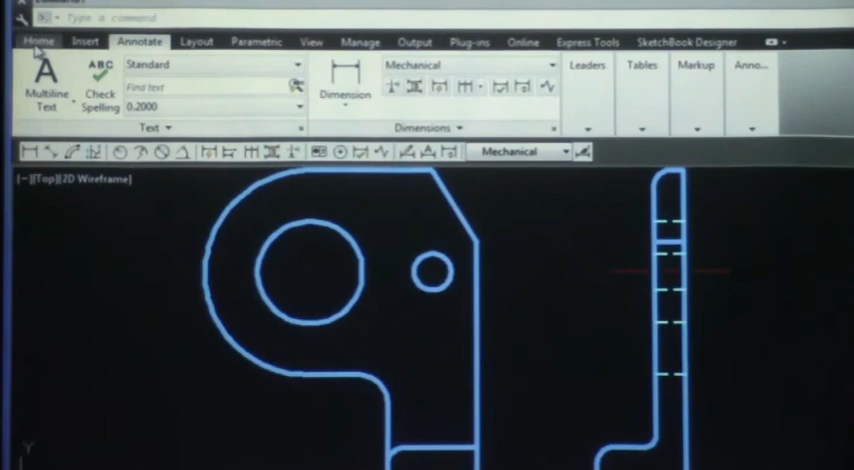 Type a command
Home Insert Annotate Layout Parametric View Manage Output Plug-ins Online Express Tools SketchBook Designer
A ABC Standard Mechanical Leaders Tables Markup Anno...
Multiline Check Find text Dimension
Text Spelling 0.2000
Text Dimensions
Mechanical
[−][Top][2D Wireframe]
Y